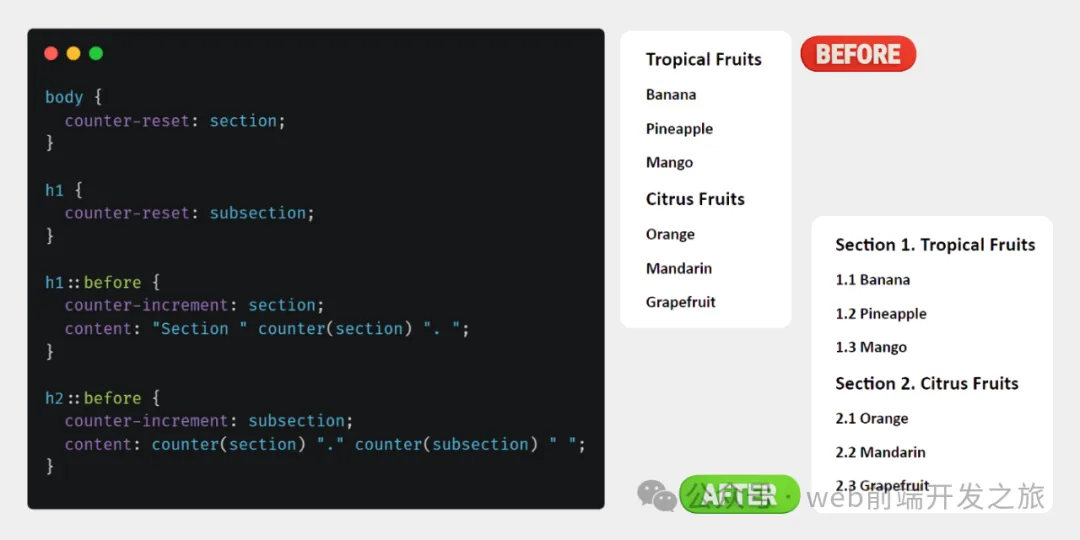 body {
counter-reset: section;
}
h1 {
counter-reset: subsection;
}
h1::before {
counter-increment: section;
content: "Section " counter(section) ". ";
}
h2::before {
counter-increment: subsection;
content: counter(section) "." counter(subsection) " ";
}
Tropical Fruits
Banana
Pineapple
Mango
Citrus Fruits
Orange
Mandarin
Grapefruit
BEFORE
Section 1. Tropical Fruits
1.1 Banana
1.2 Pineapple
1.3 Mango
Section 2. Citrus Fruits
2.1 Orange
2.2 Mandarin
2.3 Grapefruit
AFTER
公众号 · web前端开发之旅